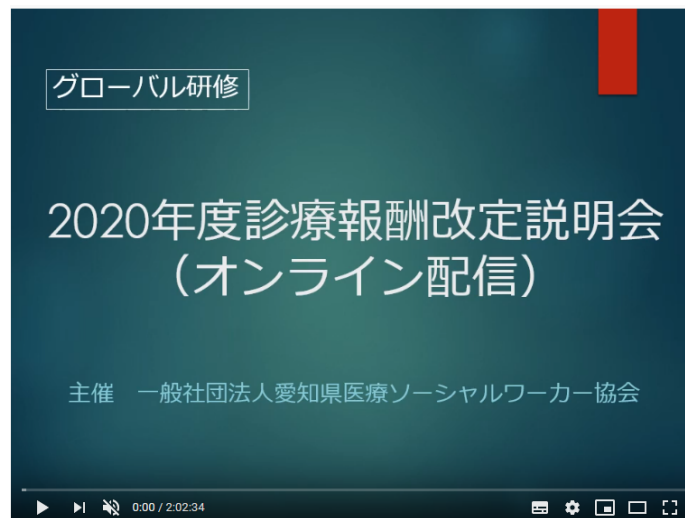 グローバル研修
2020年度診療報酬改定説明会
（オンライン配信）
主催　一般社団法人愛知県医療ソーシャルワーカー協会
0:00 / 2:02:34